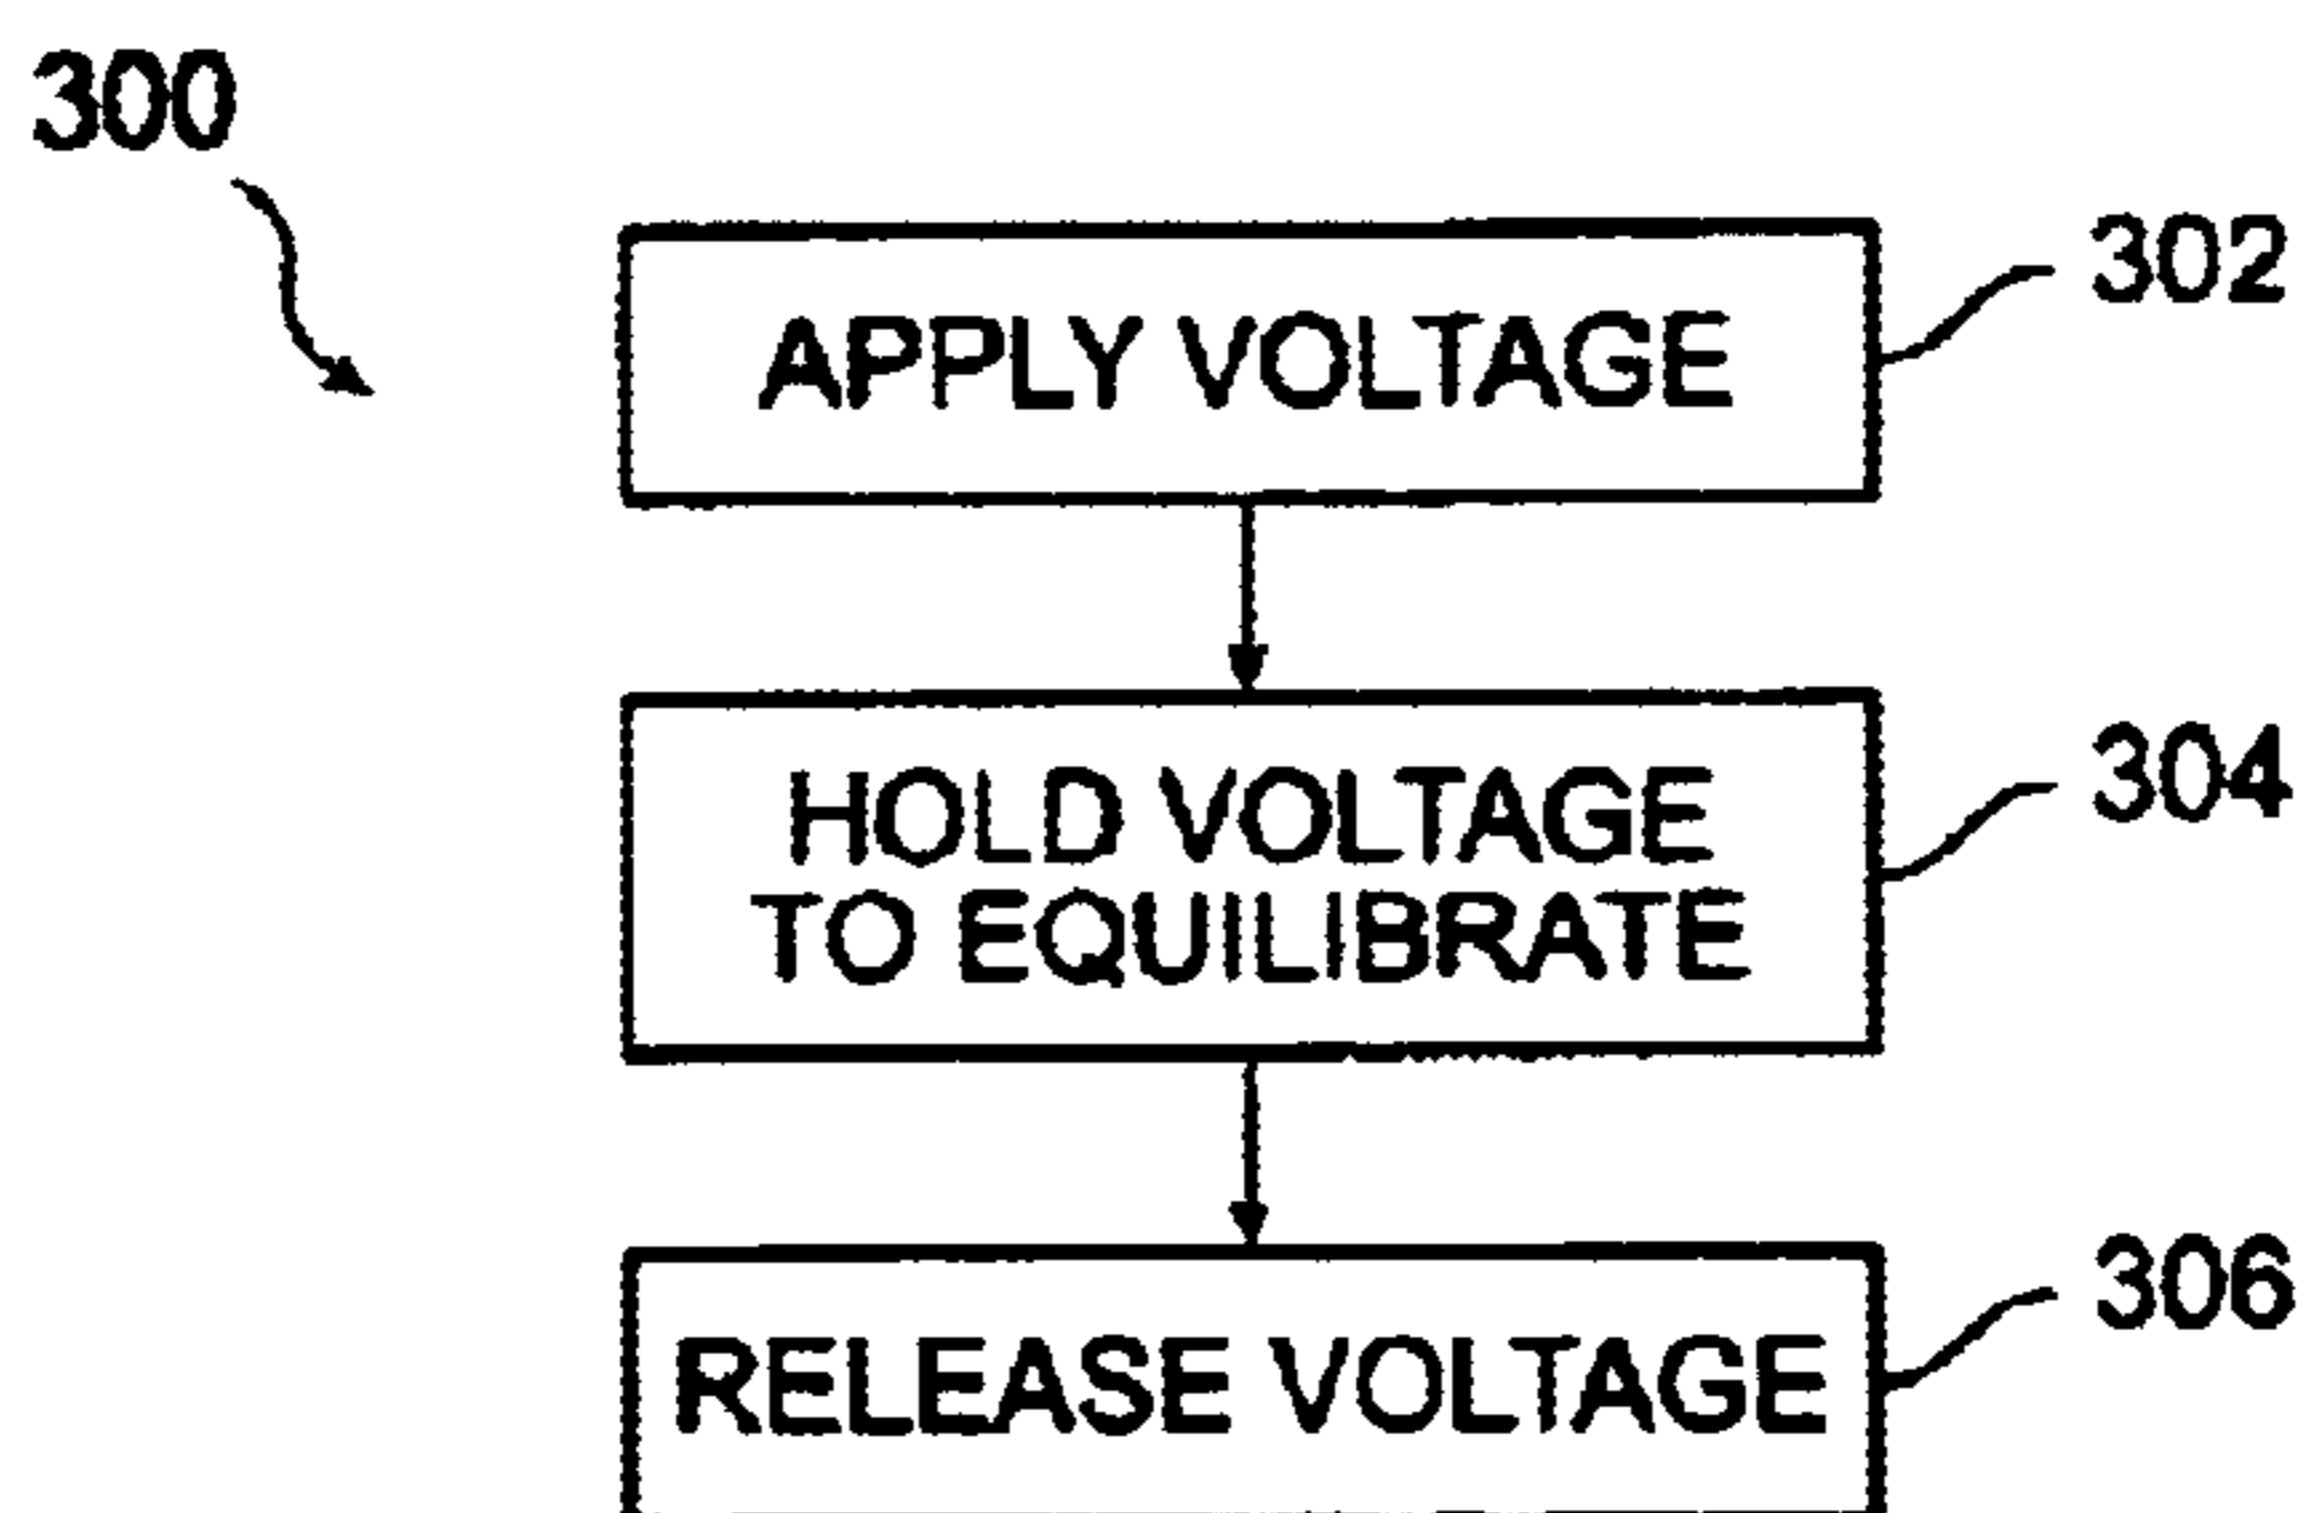 300
302
APPLY VOLTAGE
304
HOLD VOLTAGE
TO EQUILIBRATE
306
RELEASE VOLTAGE